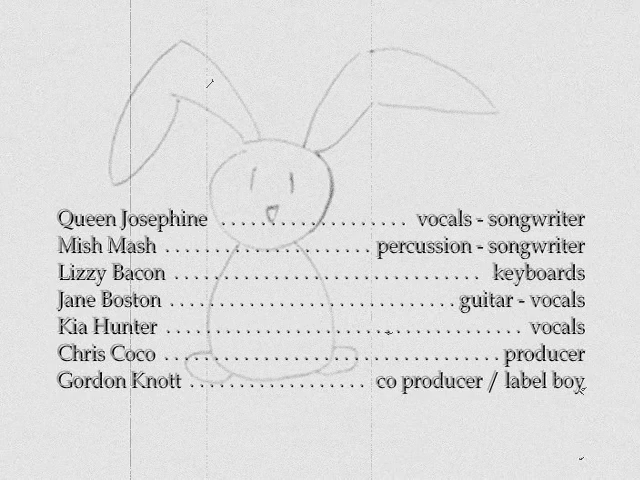 Queen Josephine . . . . . . . . . . . . . . . . . . . vocals - songwriter
Mish Mash . . . . . . . . . . . . . . . . . . . . . percussion - songwriter
Lizzy Bacon . . . . . . . . . . . . . . . . . . . . . . . . . . . . . . keyboards
Jane Boston . . . . . . . . . . . . . . . . . . . . . . . . . . . . guitar - vocals
Kia Hunter . . . . . . . . . . . . . . . . . . . . . . . . . . . . . . . . . . . vocals
Chris Coco . . . . . . . . . . . . . . . . . . . . . . . . . . . . . . . . . producer
Gordon Knott . . . . . . . . . . . . . . . . . . co producer / label boy